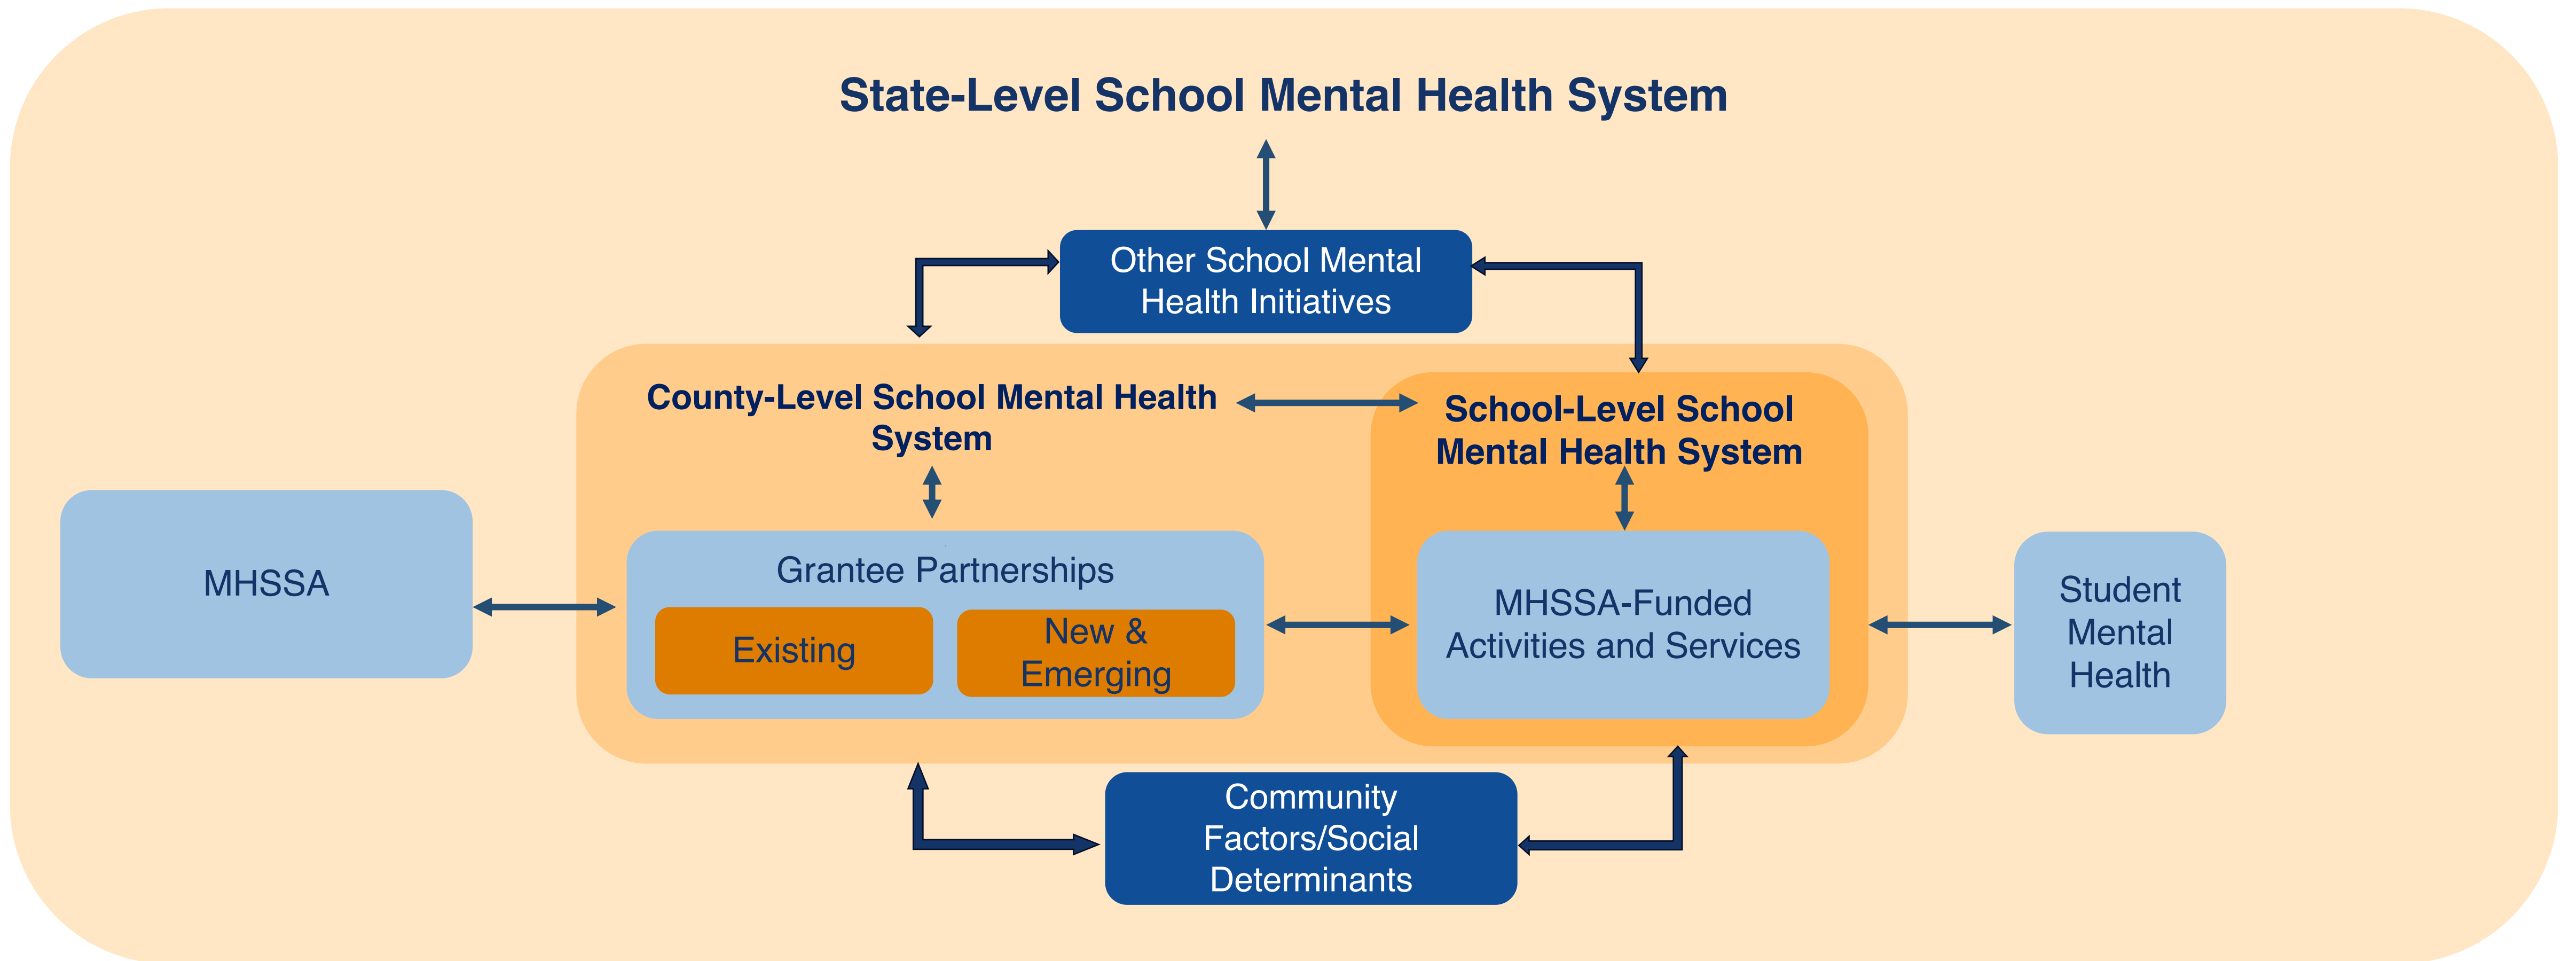 State-Level School Mental Health System
Other School Mental
Health Initiatives
County-Level School Mental Health
System
School-Level School
Mental Health System
MHSSA
Grantee Partnerships
Existing
New &
Emerging
MHSSA-Funded
Activities and Services
Student
Mental
Health
Community
Factors/Social
Determinants